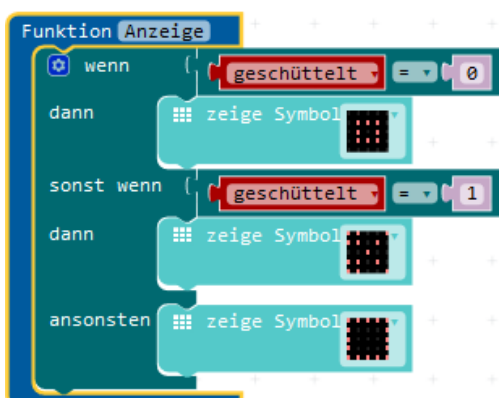 Funktion Anzeige
wenn geschüttelt = 0
dann zeige Symbol
sonst wenn geschüttelt = 1
dann zeige Symbol
ansonsten zeige Symbol